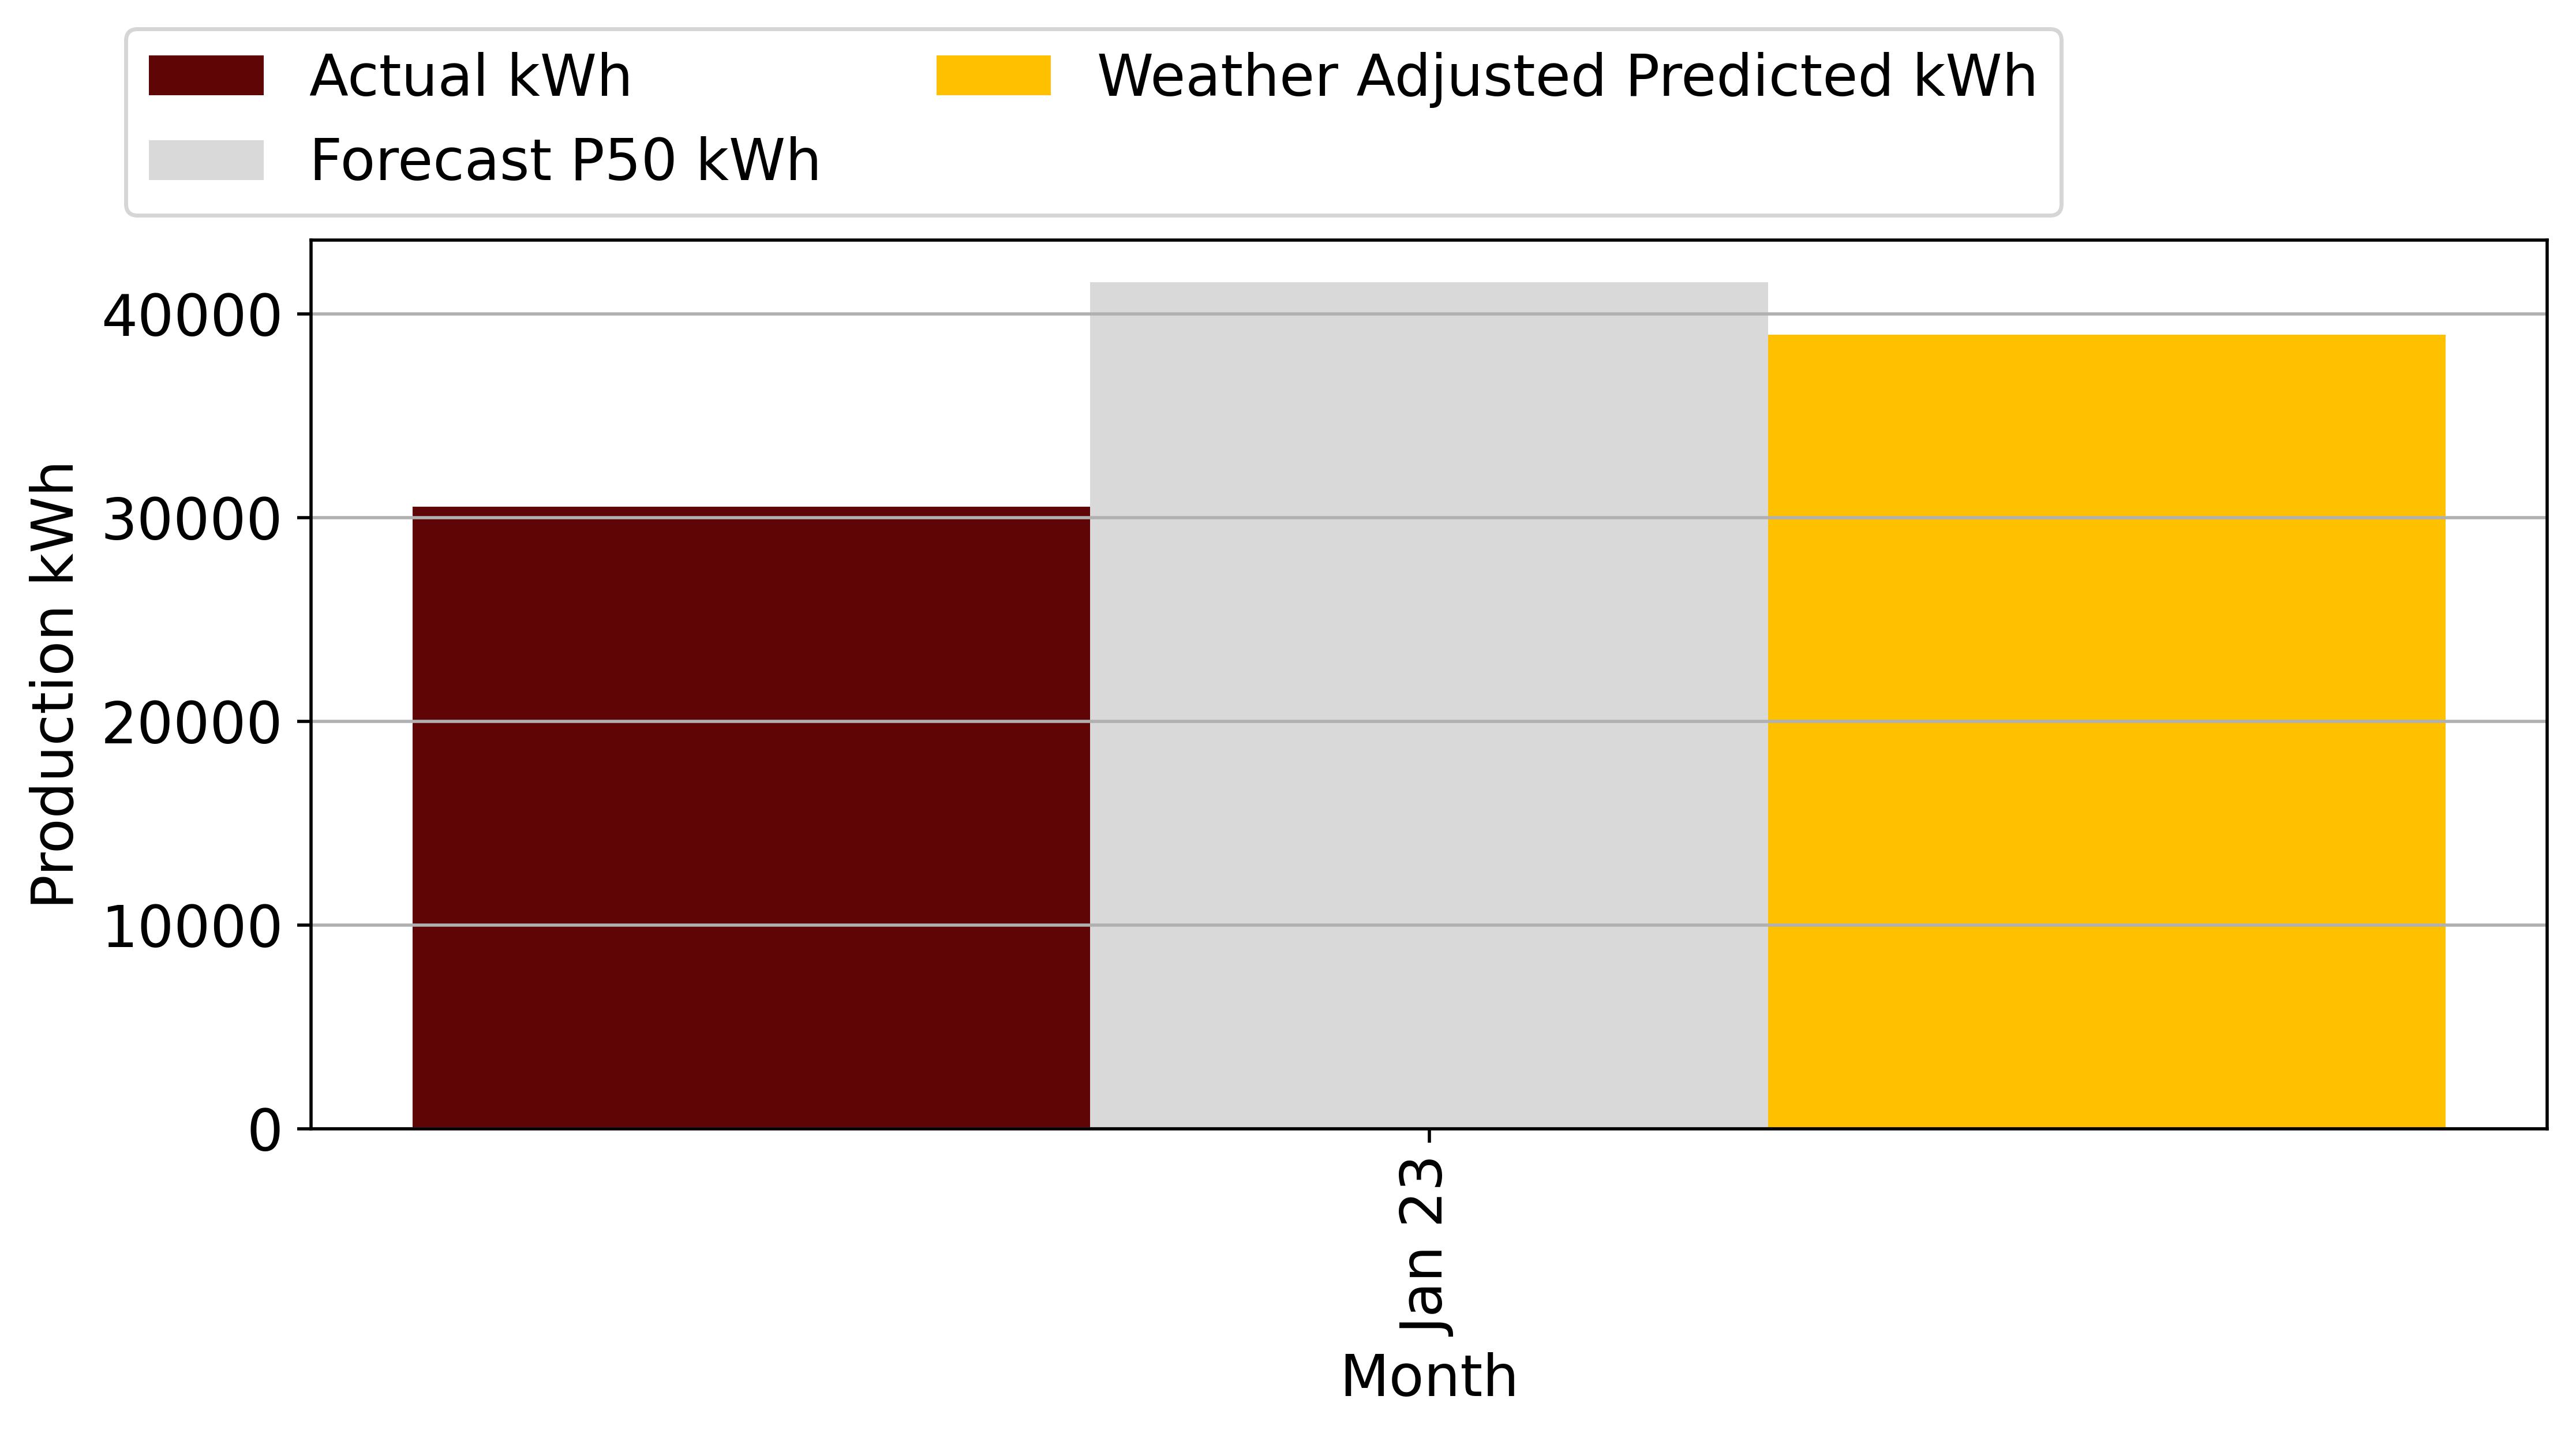 Actual kWh
Forecast P50 kWh
Weather Adjusted Predicted kWh
Production kWh
40000
30000
20000
10000
0
Jan 23
Month